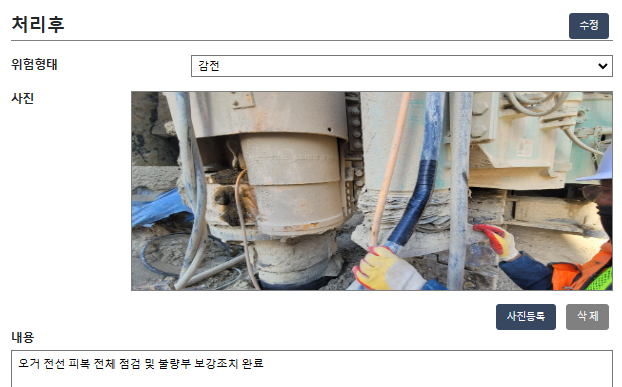 처리후
수정
위험형태
감전
사진
사진등록
삭 제
내용
오거 전선 피복 전체 점검 및 불량부 보강조치 완료